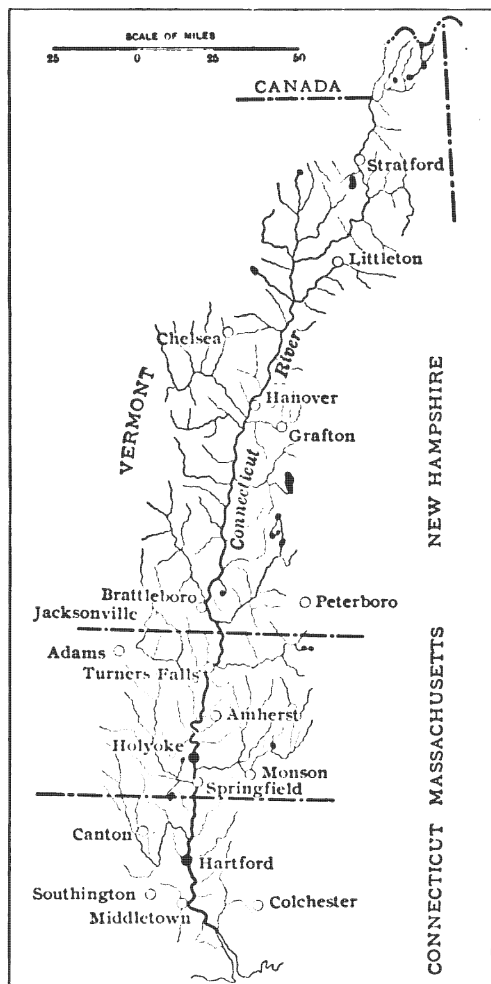 SCALE OF MILES
25 0 25 50
CANADA
Stratford
Littleton
Chelsea
River
Hanover
Grafton
VERMONT
Connecticut
NEW HAMPSHIRE
Brattleboro
Peterboro
Jacksonville
Adams
Turners Falls
Amherst
Holyoke
Monson
Springfield
MASSACHUSETTS
Canton
Hartford
Southington
Colchester
Middletown
CONNECTICUT